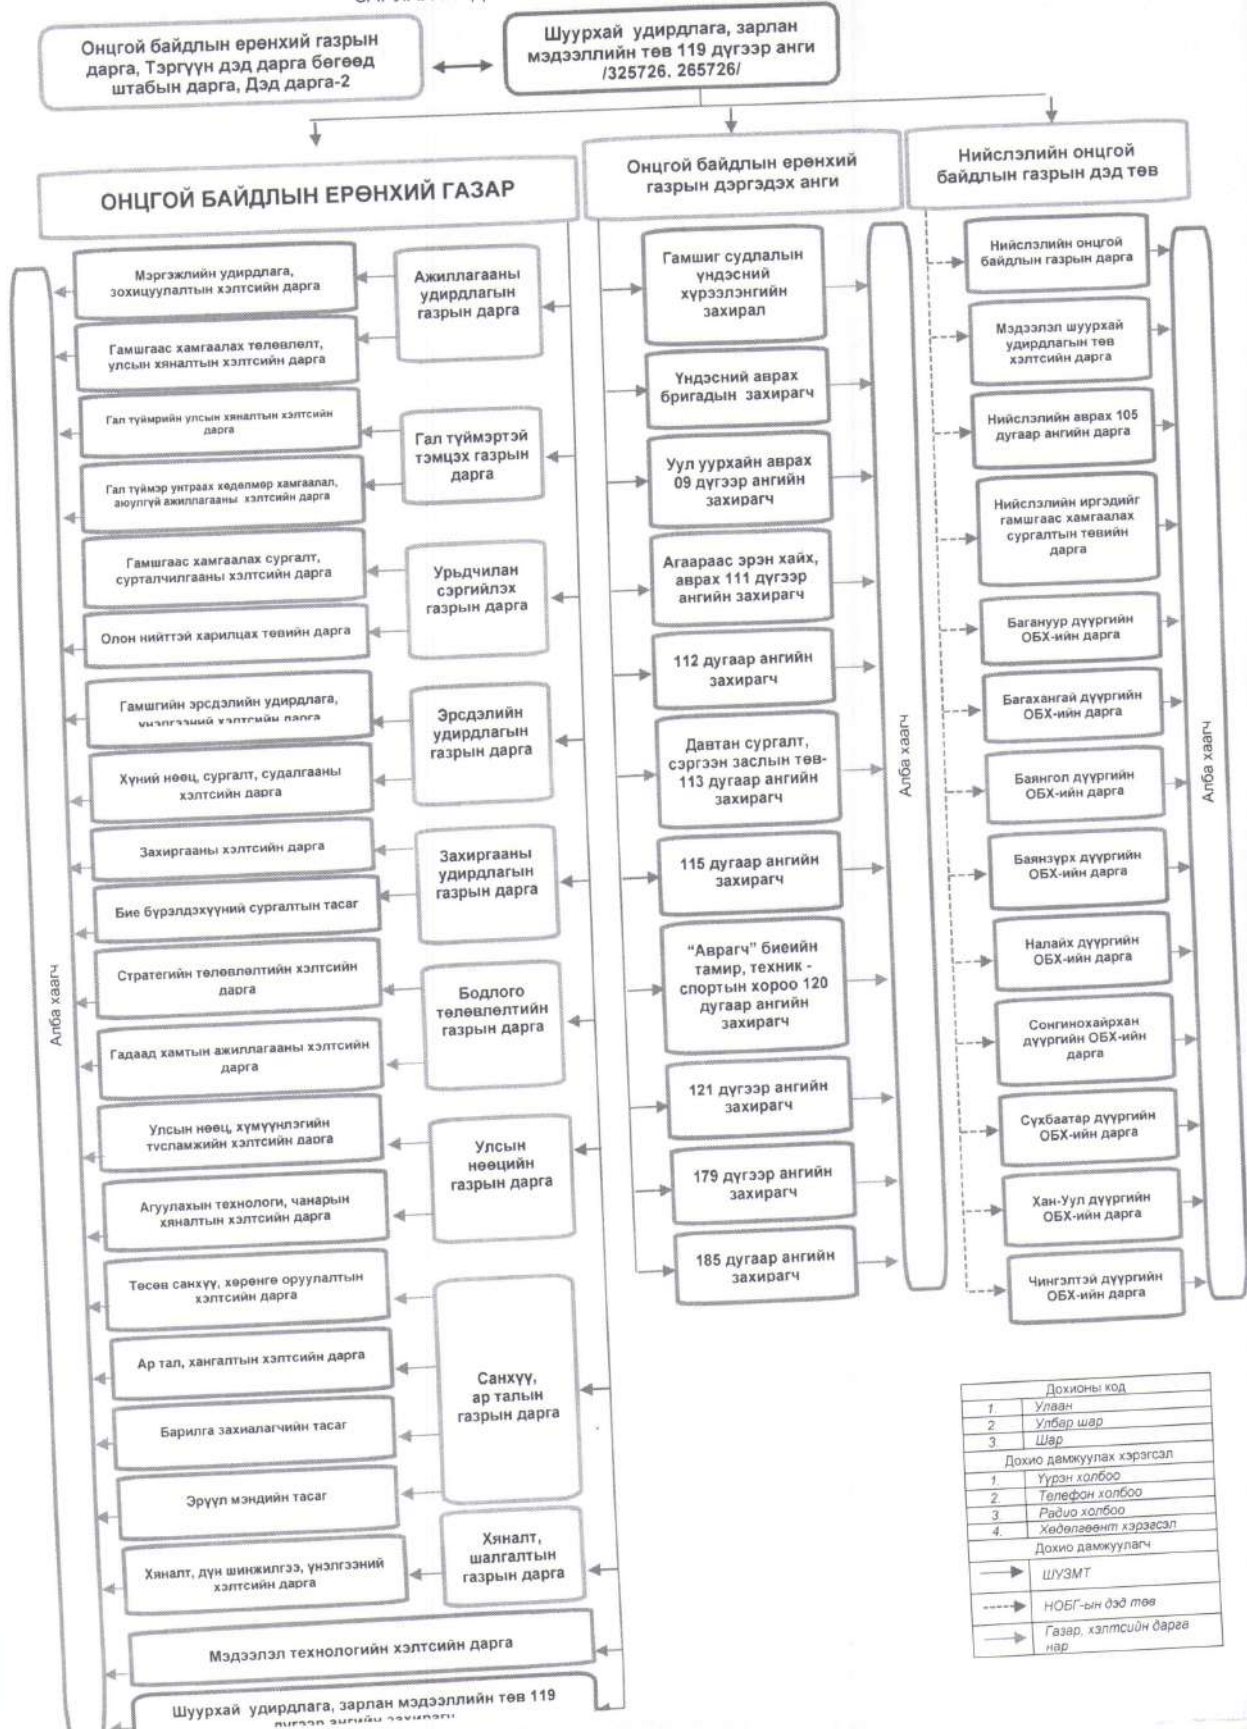 Онцгой байдлын ерөнхий газрын
дарга, Тэргүүн дэд дарга бөгөөд
штабын дарга, Дэд дарга-2
Шуурхай удирдлага, зарлан
мэдээллийн төв 119 дүгээр анги
/325726. 265726/
ОНЦГОЙ БАЙДЛЫН ЕРӨНХИЙ ГАЗАР
Мэргэжлийн удирдлага,
зохицуулалтын хэлтсийн дарга
Гамшгаас хамгаалах төлөвлөлт,
улсын хяналтын хэлтсийн дарга
Ажиллагааны
удирдлагын
газрын дарга
Гал түймрийн улсын хяналтын хэлтсийн
дарга
Гал түймэр унтраах хөдөлмөр хамгаалал,
аюулгүй ажиллагааны хэлтсийн дарга
Гал түймэртэй
тэмцэх газрын
дарга
Гамшгаас хамгаалах сургалт,
сурталчилгааны хэлтсийн дарга
Олон нийттэй харилцах төвийн дарга
Урьдчилан
сэргийлэх
газрын дарга
Гамшгийн эрсдэлийн удирдлага,
үнэлгээний хэлтсийн дарга
Хүний нөөц, сургалт, судалгааны
хэлтсийн дарга
Эрсдэлийн
удирдлагын
газрын дарга
Захиргааны хэлтсийн дарга
Бие бүрэлдэхүүний сургалтын тасаг
Захиргааны
удирдлагын
газрын дарга
Стратегийн төлөвлөлтийн хэлтсийн
дарга
Гадаад хамтын ажиллагааны хэлтсийн
дарга
Бодлого
төлөвлөлтийн
газрын дарга
Улсын нөөц, хүмүүнлэгийн
тусламжийн хэлтсийн дарга
Агуулахын технологи, чанарын
хяналтын хэлтсийн дарга
Улсын
нөөцийн
газрын дарга
Төсөв санхүү, хөрөнгө оруулалтын
хэлтсийн дарга
Ар тал, хангалтын хэлтсийн дарга
Барилга захиалагчийн тасаг
Эрүүл мэндийн тасаг
Санхүү,
ар талын
газрын дарга
Хяналт, дүн шинжилгээ, үнэлгээний
хэлтсийн дарга
Хяналт,
шалгалтын
газрын дарга
Мэдээлэл технологийн хэлтсийн дарга
Шуурхай удирдлага, зарлан мэдээллийн төв 119
дүгээр ангийн захирагч
Алба хаагч
Онцгой байдлын ерөнхий
газрын дэргэдэх анги
Гамшиг судлалын
үндэсний
хүрээлэнгийн
захирал
Үндэсний аврах
бригадын захирагч
Уул уурхайн аврах
09 дүгээр ангийн
захирагч
Агаараас эрэн хайх,
аврах 111 дүгээр
ангийн захирагч
112 дугаар ангийн
захирагч
Давтан сургалт,
сэргээн заслын төв-
113 дугаар ангийн
захирагч
115 дугаар ангийн
захирагч
“Аврагч” биеийн
тамир, техник -
спортын хороо 120
дугаар ангийн
захирагч
121 дүгээр ангийн
захирагч
179 дүгээр ангийн
захирагч
185 дугаар ангийн
захирагч
Алба хаагч
Нийслэлийн онцгой
байдлын газрын дэд төв
Нийслэлийн онцгой
байдлын газрын дарга
Мэдээлэл шуурхай
удирдлагын төв
хэлтсийн дарга
Нийслэлийн аврах 105
дугаар ангийн дарга
Нийслэлийн иргэдийг
гамшгаас хамгаалах
сургалтын төвийн
дарга
Багануур дүүргийн
ОБХ-ийн дарга
Багахангай дүүргийн
ОБХ-ийн дарга
Баянгол дүүргийн
ОБХ-ийн дарга
Баянзүрх дүүргийн
ОБХ-ийн дарга
Налайх дүүргийн
ОБХ-ийн дарга
Сонгинохайрхан
дүүргийн ОБХ-ийн
дарга
Сүхбаатар дүүргийн
ОБХ-ийн дарга
Хан-Уул дүүргийн
ОБХ-ийн дарга
Чингэлтэй дүүргийн
ОБХ-ийн дарга
Алба хаагч
Дохионы код
1. Улаан
2 Улбар шар
3. Шар
Дохио дамжуулах хэрэгсэл
1. Үүрэн холбоо
2. Телефон холбоо
3 Радио холбоо
4. Хөдөлгөөнт хэрэгсэл
Дохио дамжуулагч
ШУЗМТ
НОБГ-ын дэд төв
Газар, хэлтсийн дарга
нар